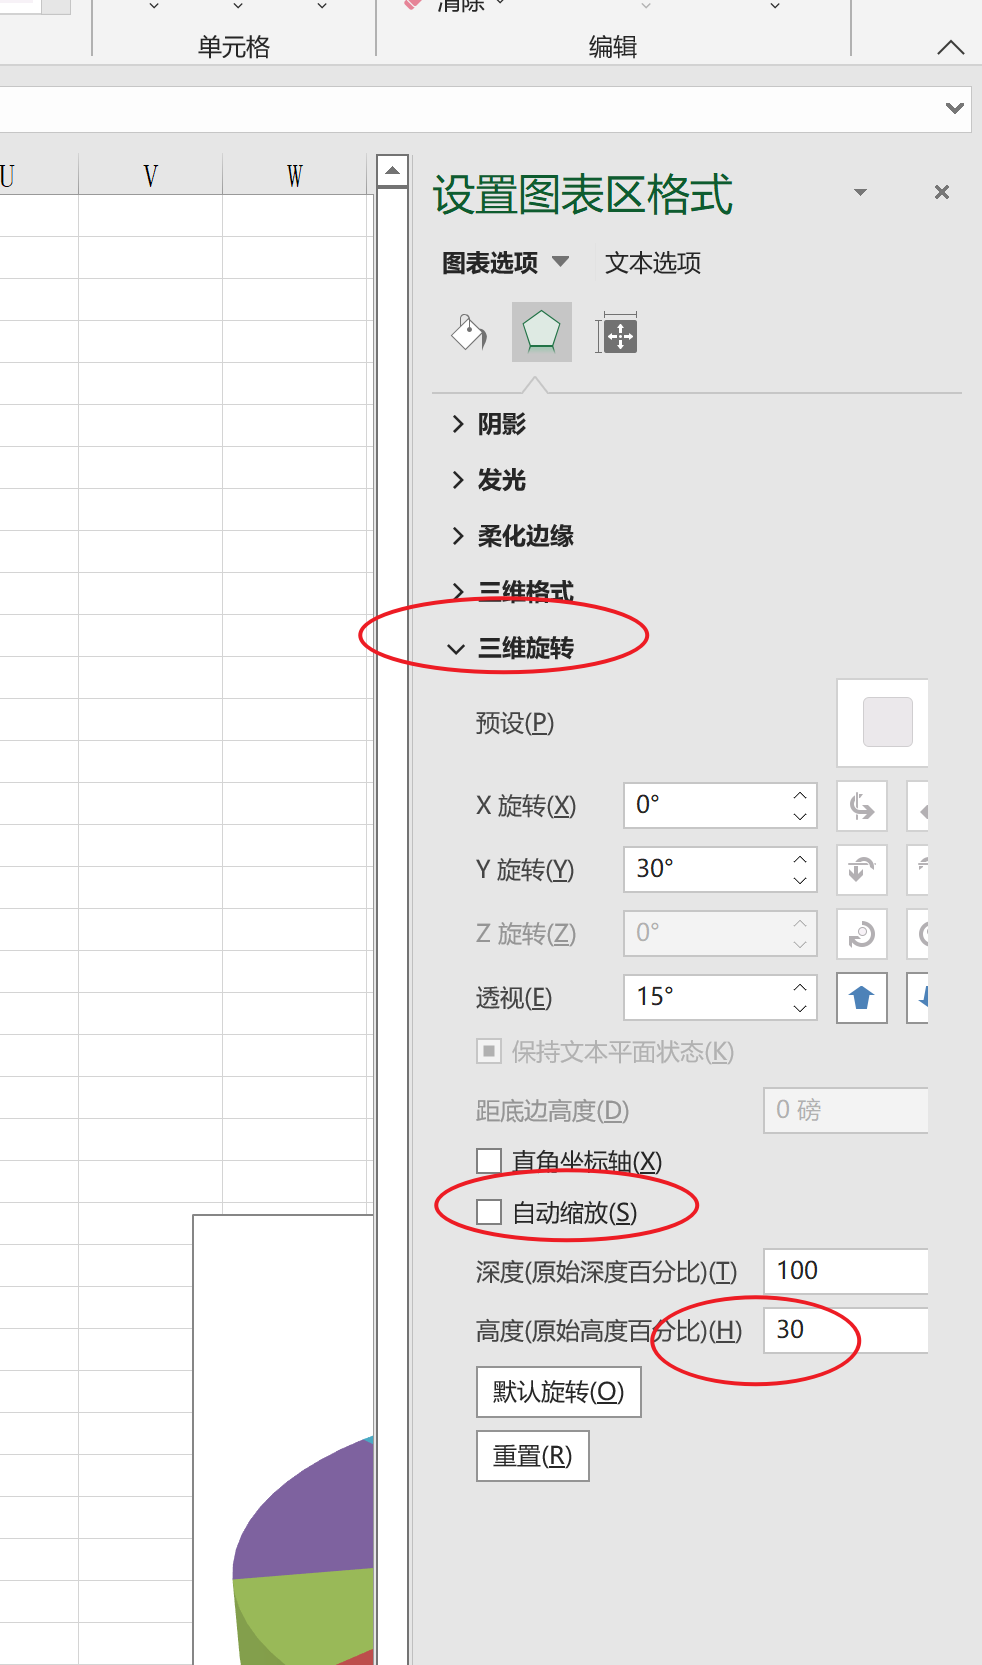 清除
单元格
编辑
U V W
设置图表区格式
图表选项 文本选项
阴影
发光
柔化边缘
三维格式
三维旋转
预设(P)
X 旋转(X) 0°
Y 旋转(Y) 30°
Z 旋转(Z) 0°
透视(E) 15°
保持文本平面状态(K)
距底边高度(D) 0 磅
直角坐标轴(X)
自动缩放(S)
深度(原始深度百分比)(T) 100
高度(原始高度百分比)(H) 30
默认旋转(O)
重置(R)